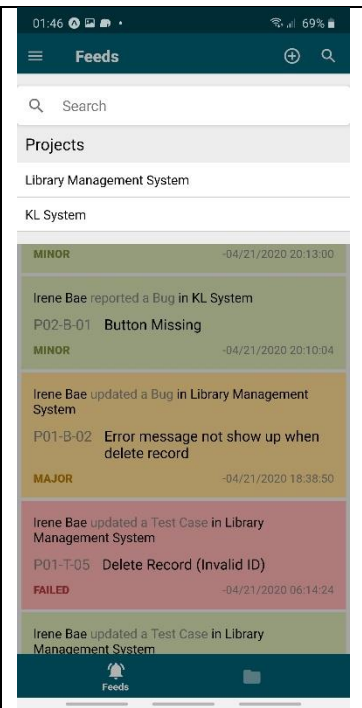 01:46 69%
Feeds
Search
Projects
Library Management System
KL System
MINOR -04/21/2020 20:13:00
Irene Bae reported a Bug in KL System
P02-B-01 Button Missing
MINOR -04/21/2020 20:10:04
Irene Bae updated a Bug in Library Management
System
P01-B-02 Error message not show up when
delete record
MAJOR -04/21/2020 18:38:50
Irene Bae updated a Test Case in Library
Management System
P01-T-05 Delete Record (Invalid ID)
FAILED -04/21/2020 06:14:24
Irene Bae updated a Test Case in Library
Management System
Feeds